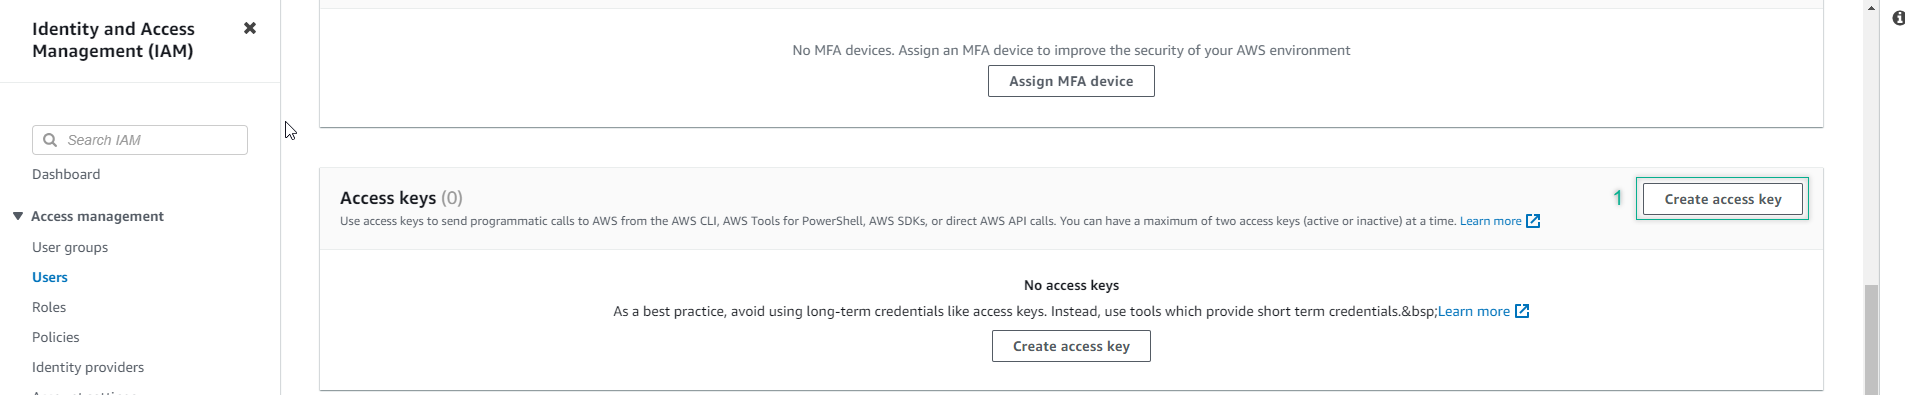 Identity and Access
Management (IAM)
Search IAM
Dashboard
Access management
User groups
Users
Roles
Policies
Identity providers
No MFA devices. Assign an MFA device to improve the security of your AWS environment
Assign MFA device
Access keys (0)
1
Create access key
Use access keys to send programmatic calls to AWS from the AWS CLI, AWS Tools for PowerShell, AWS SDKs, or direct AWS API calls. You can have a maximum of two access keys (active or inactive) at a time. Learn more
No access keys
As a best practice, avoid using long-term credentials like access keys. Instead, use tools which provide short term credentials.&bsp;Learn more
Create access key